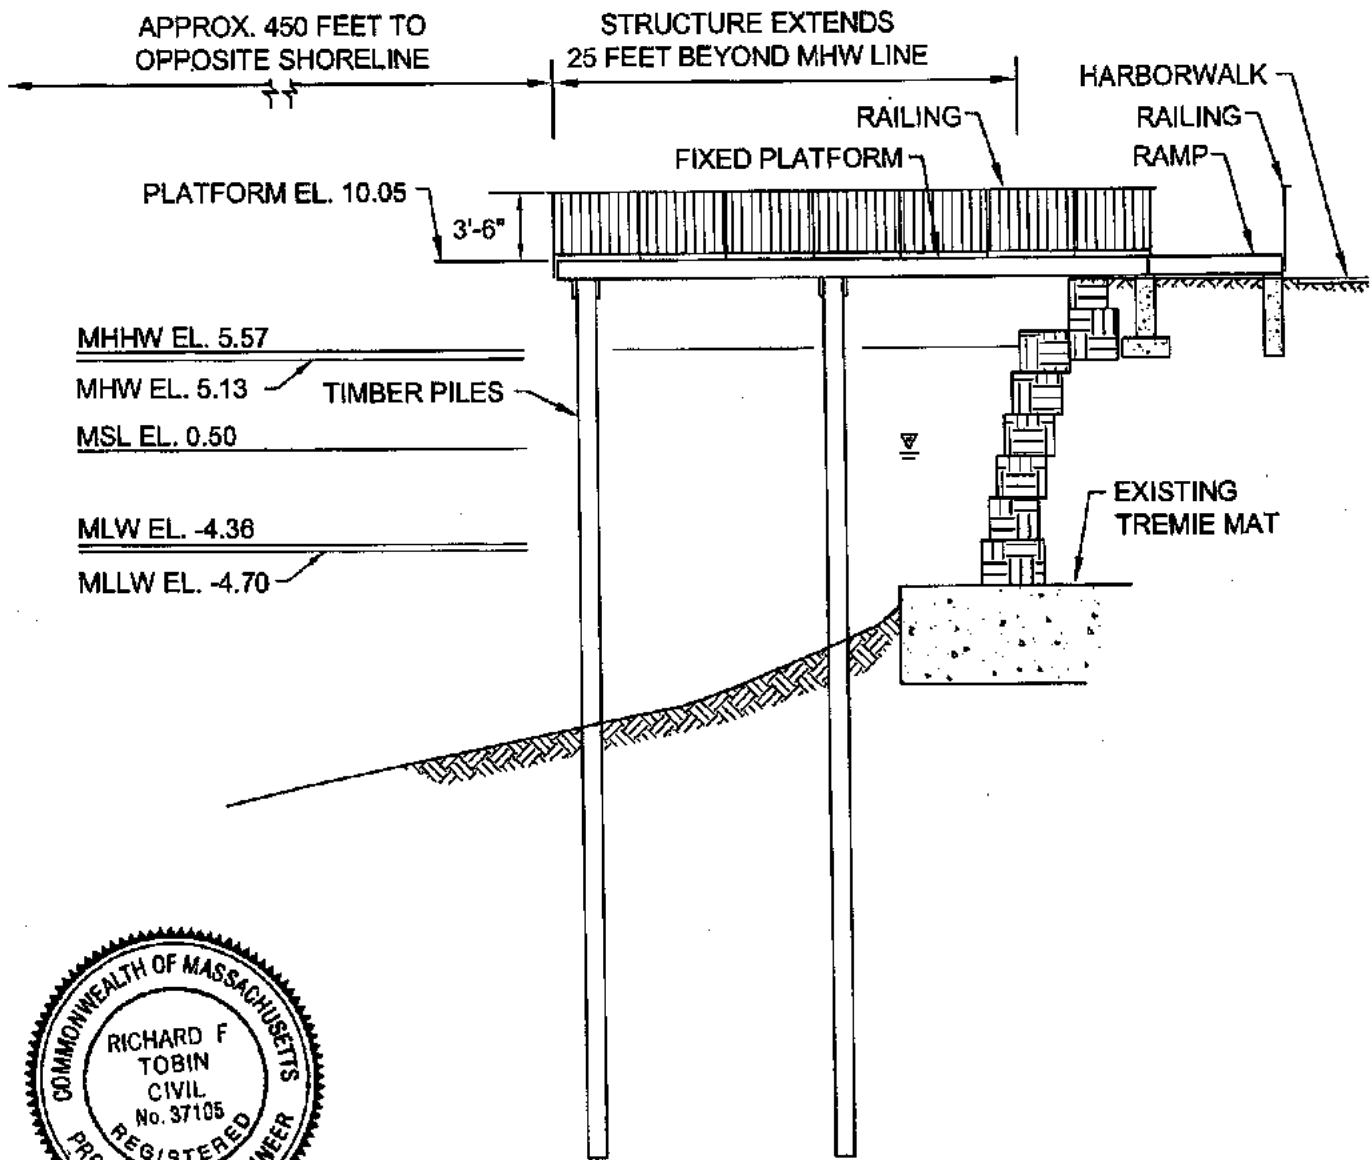 APPROX. 450 FEET TO
OPPOSITE SHORELINE
STRUCTURE EXTENDS
25 FEET BEYOND MHW LINE
HARBORWALK
RAILING
RAMP
RAILING
FIXED PLATFORM
PLATFORM EL. 10.05
3'-6"
MHHW EL. 5.57
MHW EL. 5.13
TIMBER PILES
MSL EL. 0.50
MLW EL. -4.36
MLLW EL. -4.70
EXISTING
TREMIE MAT
COMMONWEALTH OF MASSACHUSETTS
RICHARD F
TOBIN
CIVIL
No. 37105
REGISTERED